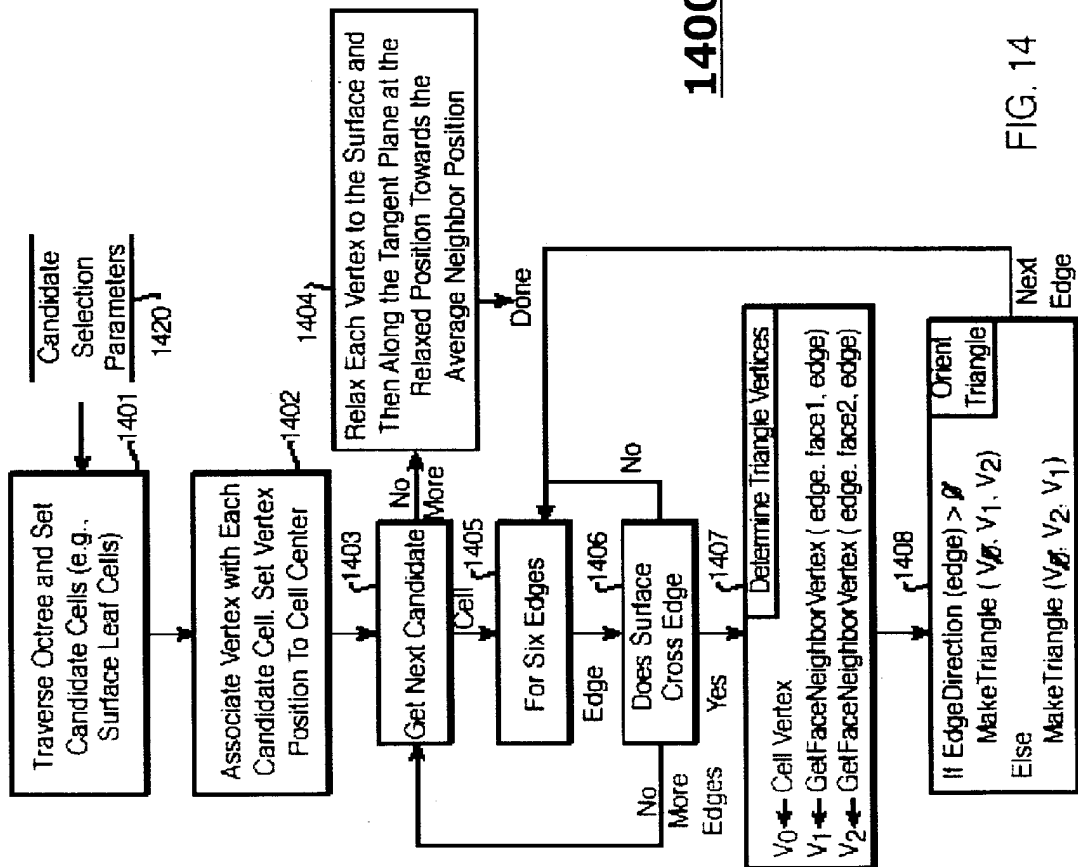 Candidate
Selection
Parameters
1420
Traverse Octree and Set
Candidate Cells (e.g.,
Surface Leaf Cells)
1401
Associate Vertex with Each
Candidate Cell. Set Vertex
Position To Cell Center
1402
Get Next Candidate
1403
No
More
1404
Relax Each Vertex to the Surface and
Then Along the Tangent Plane at the
Relaxed Position Towards the
Average Neighbor Position
Done
Cell
1405
For Six Edges
Edge
1406
Does Surface
Cross Edge
No
No
More
Edges
Yes
1407
Determine Triangle Vertices
V0 ← Cell Vertex
V1 ← GetFaceNeighborVertex ( edge. face1, edge)
V2 ← GetFaceNeighborVertex ( edge. face2, edge)
1408
If EdgeDirection (edge) > Ø
MakeTriangle ( VØ, V1, V2)
Else
MakeTriangle (VØ, V2, V1)
Orient
Triangle
Next
Edge
1400
FIG. 14